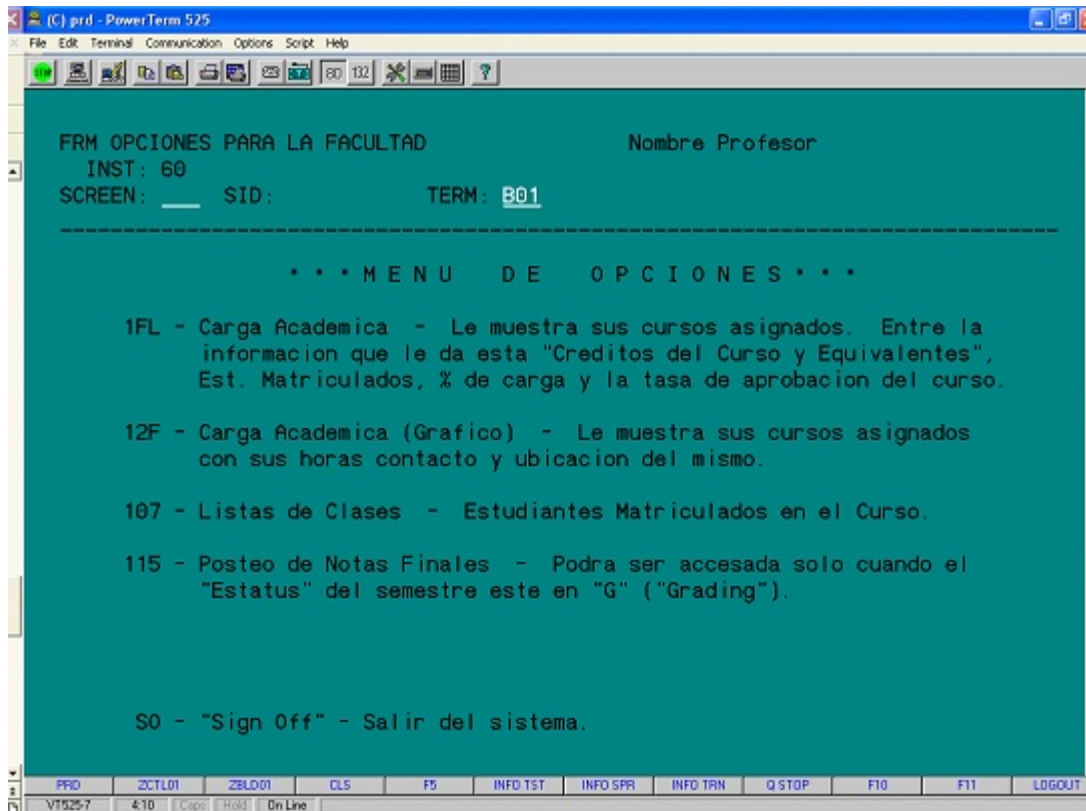 (C) prd - PowerTerm 525
File Edit Terminal Communication Options Script Help
STOP 80 132 ?
FRM OPCIONES PARA LA FACULTAD Nombre Profesor
INST: 60
SCREEN: ___ SID: TERM: B01
* * * M E N U D E O P C I O N E S * * *
1FL - Carga Academica - Le muestra sus cursos asignados. Entre la
informacion que le da esta "Creditos del Curso y Equivalentes",
Est. Matriculados, % de carga y la tasa de aprobacion del curso.
12F - Carga Academica (Grafico) - Le muestra sus cursos asignados
con sus horas contacto y ubicacion del mismo.
107 - Listas de Clases - Estudiantes Matriculados en el Curso.
115 - Posteo de Notas Finales - Podra ser accesada solo cuando el
"Estatus" del semestre este en "G" ("Grading").
SO - "Sign Off" - Salir del sistema.
PRD ZCTL01 ZBLD01 CLS F5 INFO TST INFO SPR INFO TRN Q STOP F10 F11 LOGOUT
VT525-7 4:10 Caps Hold On Line